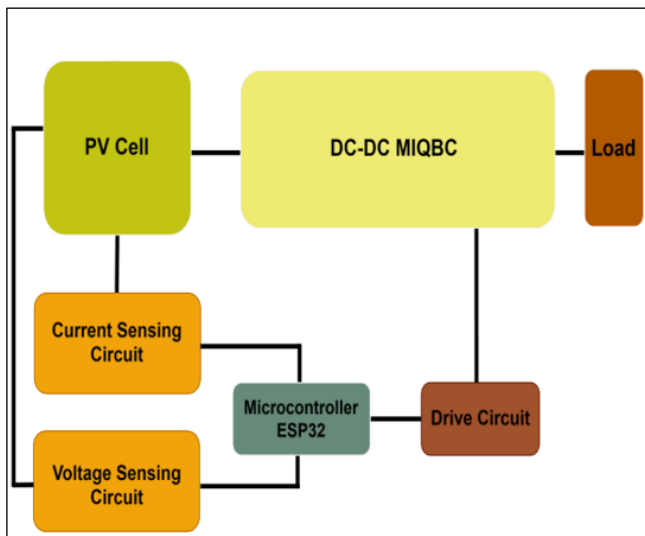 PV Cell
DC-DC MIQBC
Load
Current Sensing
Circuit
Microcontroller
ESP32
Drive Circuit
Voltage Sensing
Circuit